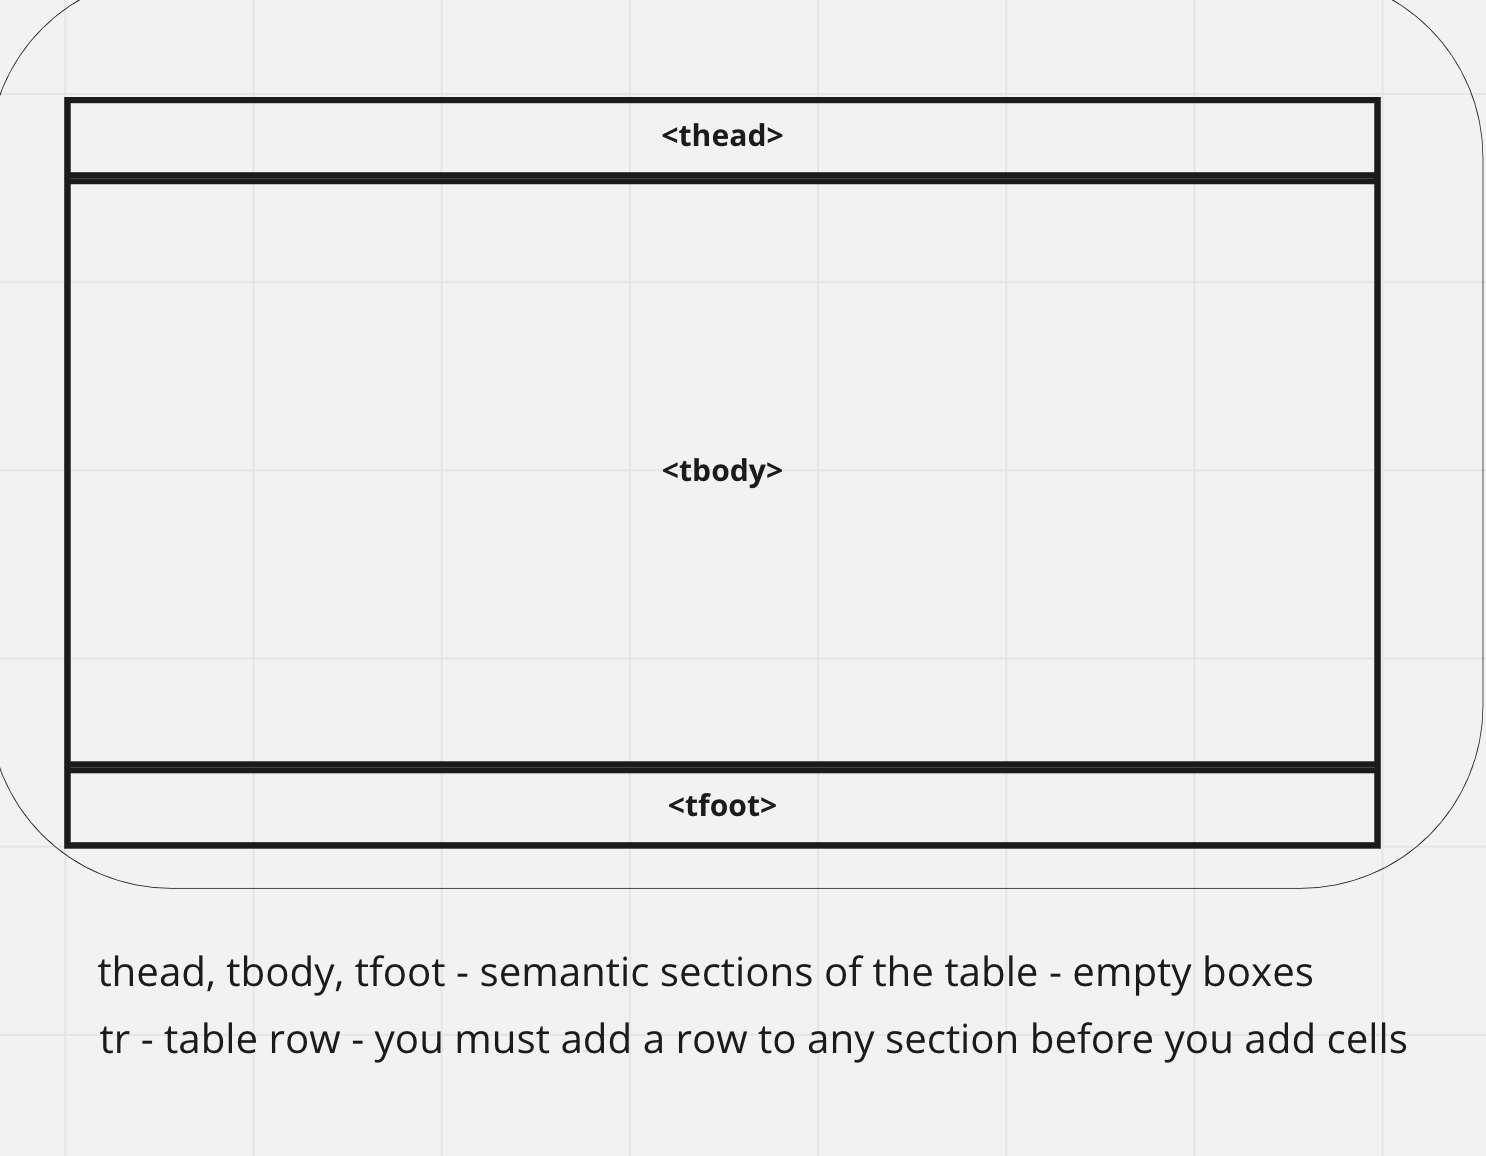 <thead>
<tbody>
<tfoot>
thead, tbody, tfoot - semantic sections of the table - empty boxes
tr - table row - you must add a row to any section before you add cells